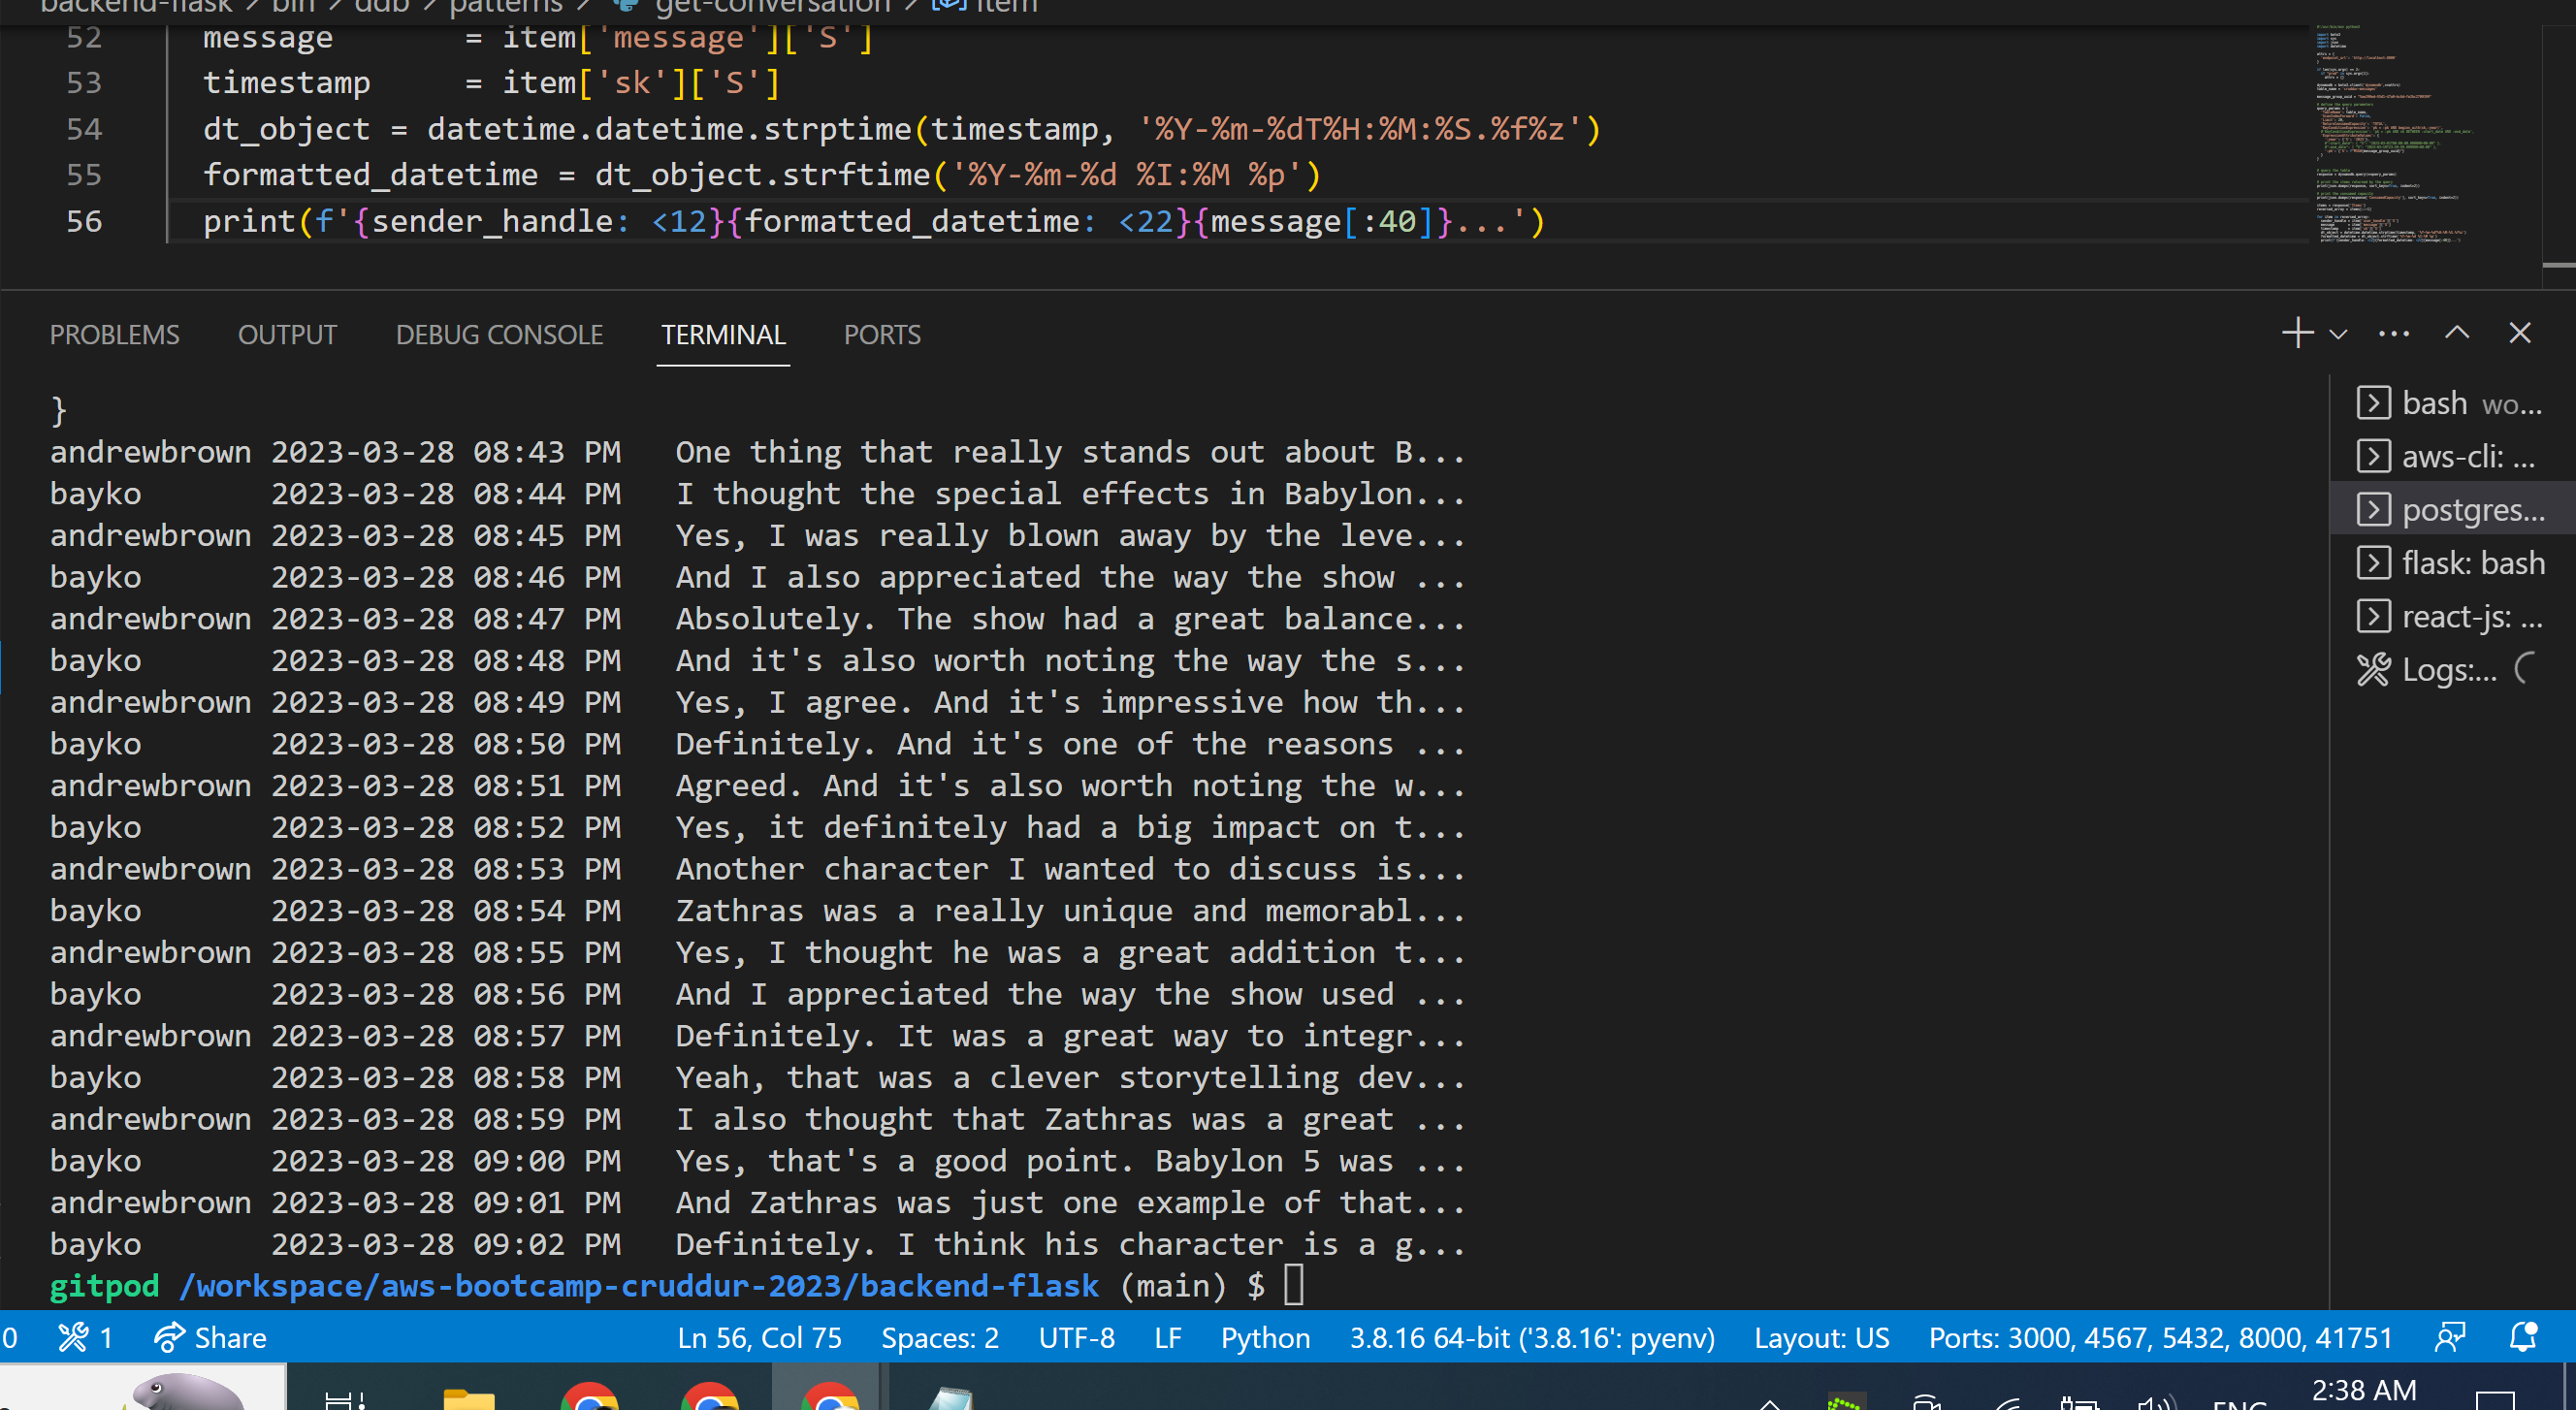 backend-flask > bin > ddb > patterns > get-conversation > item
52 message = item['message']['S']
53 timestamp = item['sk']['S']
54 dt_object = datetime.datetime.strptime(timestamp, '%Y-%m-%dT%H:%M:%S.%f%z')
55 formatted_datetime = dt_object.strftime('%Y-%m-%d %I:%M %p')
56 print(f'{sender_handle: <12}{formatted_datetime: <22}{message[:40]}...')
PROBLEMS OUTPUT DEBUG CONSOLE TERMINAL PORTS
}
andrewbrown 2023-03-28 08:43 PM One thing that really stands out about B...
bayko 2023-03-28 08:44 PM I thought the special effects in Babylon...
andrewbrown 2023-03-28 08:45 PM Yes, I was really blown away by the leve...
bayko 2023-03-28 08:46 PM And I also appreciated the way the show ...
andrewbrown 2023-03-28 08:47 PM Absolutely. The show had a great balance...
bayko 2023-03-28 08:48 PM And it's also worth noting the way the s...
andrewbrown 2023-03-28 08:49 PM Yes, I agree. And it's impressive how th...
bayko 2023-03-28 08:50 PM Definitely. And it's one of the reasons ...
andrewbrown 2023-03-28 08:51 PM Agreed. And it's also worth noting the w...
bayko 2023-03-28 08:52 PM Yes, it definitely had a big impact on t...
andrewbrown 2023-03-28 08:53 PM Another character I wanted to discuss is...
bayko 2023-03-28 08:54 PM Zathras was a really unique and memorabl...
andrewbrown 2023-03-28 08:55 PM Yes, I thought he was a great addition t...
bayko 2023-03-28 08:56 PM And I appreciated the way the show used ...
andrewbrown 2023-03-28 08:57 PM Definitely. It was a great way to integr...
bayko 2023-03-28 08:58 PM Yeah, that was a clever storytelling dev...
andrewbrown 2023-03-28 08:59 PM I also thought that Zathras was a great ...
bayko 2023-03-28 09:00 PM Yes, that's a good point. Babylon 5 was ...
andrewbrown 2023-03-28 09:01 PM And Zathras was just one example of that...
bayko 2023-03-28 09:02 PM Definitely. I think his character is a g...
gitpod /workspace/aws-bootcamp-cruddur-2023/backend-flask (main) $
bash wo...
aws-cli: ...
postgres...
flask: bash
react-js: ...
Logs:...
0 1 Share Ln 56, Col 75 Spaces: 2 UTF-8 LF Python 3.8.16 64-bit ('3.8.16': pyenv) Layout: US Ports: 3000, 4567, 5432, 8000, 41751
ENG 2:38 AM